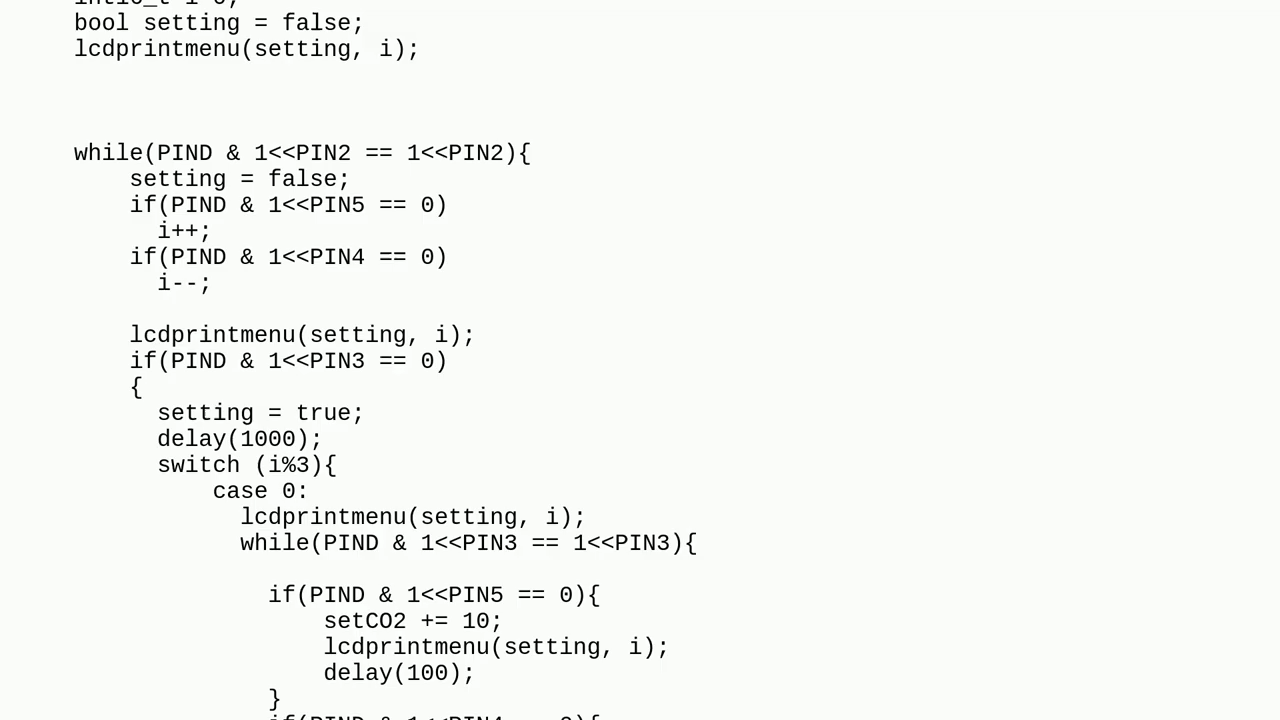 bool setting = false;
lcdprintmenu(setting, i);
while(PIND & 1<<PIN2 == 1<<PIN2){
setting = false;
if(PIND & 1<<PIN5 == 0)
i++;
if(PIND & 1<<PIN4 == 0)
i--;
lcdprintmenu(setting, i);
if(PIND & 1<<PIN3 == 0)
{
setting = true;
delay(1000);
switch (i%3){
case 0:
lcdprintmenu(setting, i);
while(PIND & 1<<PIN3 == 1<<PIN3){
if(PIND & 1<<PIN5 == 0){
setCO2 += 10;
lcdprintmenu(setting, i);
delay(100);
}